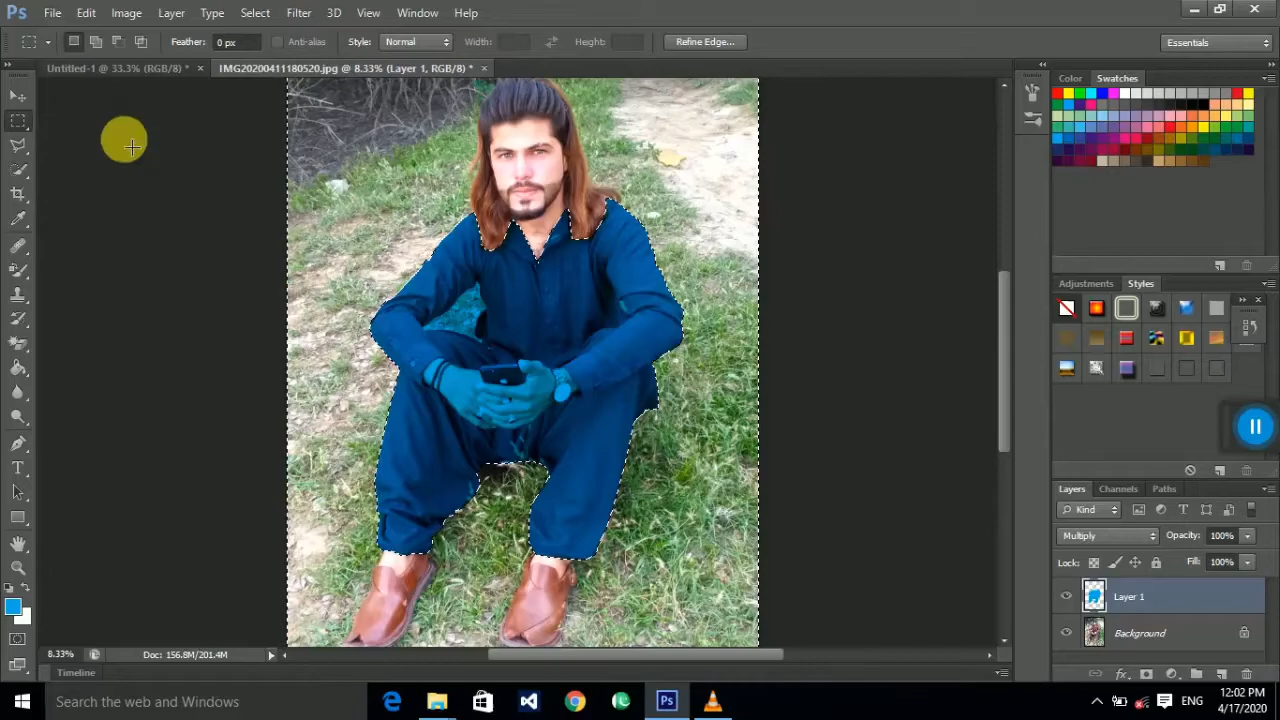 Ps File Edit Image Layer Type Select Filter 3D View Window Help
Feather: 0 px Anti-alias Style: Normal Width: Height: Refine Edge... Essentials
Untitled-1 @ 33.3% (RGB/8) * × IMG20200411180520.jpg @ 8.33% (Layer 1, RGB/8) * ×
Color Swatches
Adjustments Styles
Layers Channels Paths
Kind
Multiply Opacity: 100%
Lock: Fill: 100%
Layer 1
Background
8.33% Doc: 156.8M/201.4M
Timeline
Search the web and Windows
Ps
ENG
12:02 PM
4/17/2020